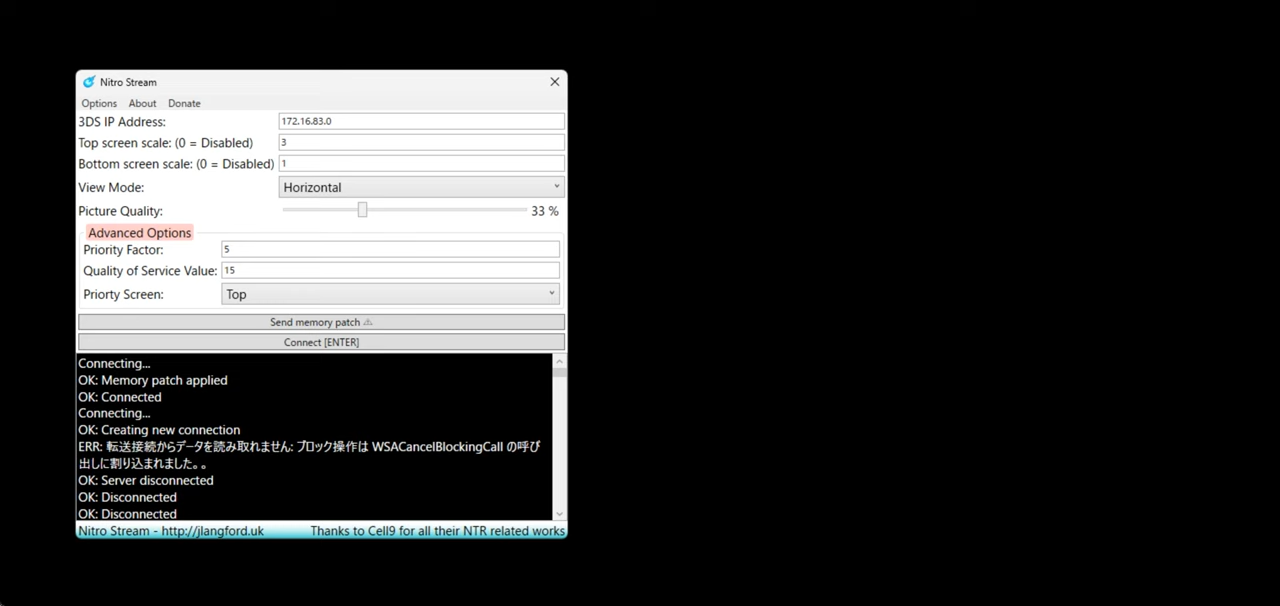 Nitro Stream
Options About Donate
3DS IP Address: 172.16.83.0
Top screen scale: (0 = Disabled) 3
Bottom screen scale: (0 = Disabled) 1
View Mode: Horizontal
Picture Quality: 33 %
Advanced Options
Priority Factor: 5
Quality of Service Value: 15
Priorty Screen: Top
Send memory patch ⚠
Connect [ENTER]
Connecting...
OK: Memory patch applied
OK: Connected
Connecting...
OK: Creating new connection
ERR: 転送接続からデータを読み取れません: ブロック操作は WSACancelBlockingCall の呼び
出しに割り込まれました。。
OK: Server disconnected
OK: Disconnected
OK: Disconnected
Nitro Stream - http://jlangford.uk Thanks to Cell9 for all their NTR related works